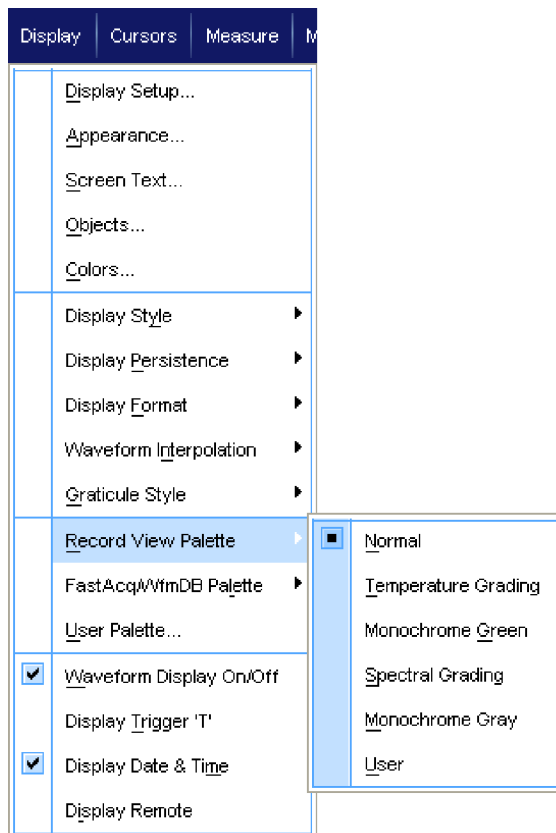 Display Cursors Measure M
Display Setup...
Appearance...
Screen Text...
Objects...
Colors...
Display Style
Display Persistence
Display Format
Waveform Interpolation
Graticule Style
Record View Palette
FastAcq/WfmDB Palette
User Palette...
Waveform Display On/Off
Display Trigger 'T'
Display Date & Time
Display Remote
Normal
Temperature Grading
Monochrome Green
Spectral Grading
Monochrome Gray
User